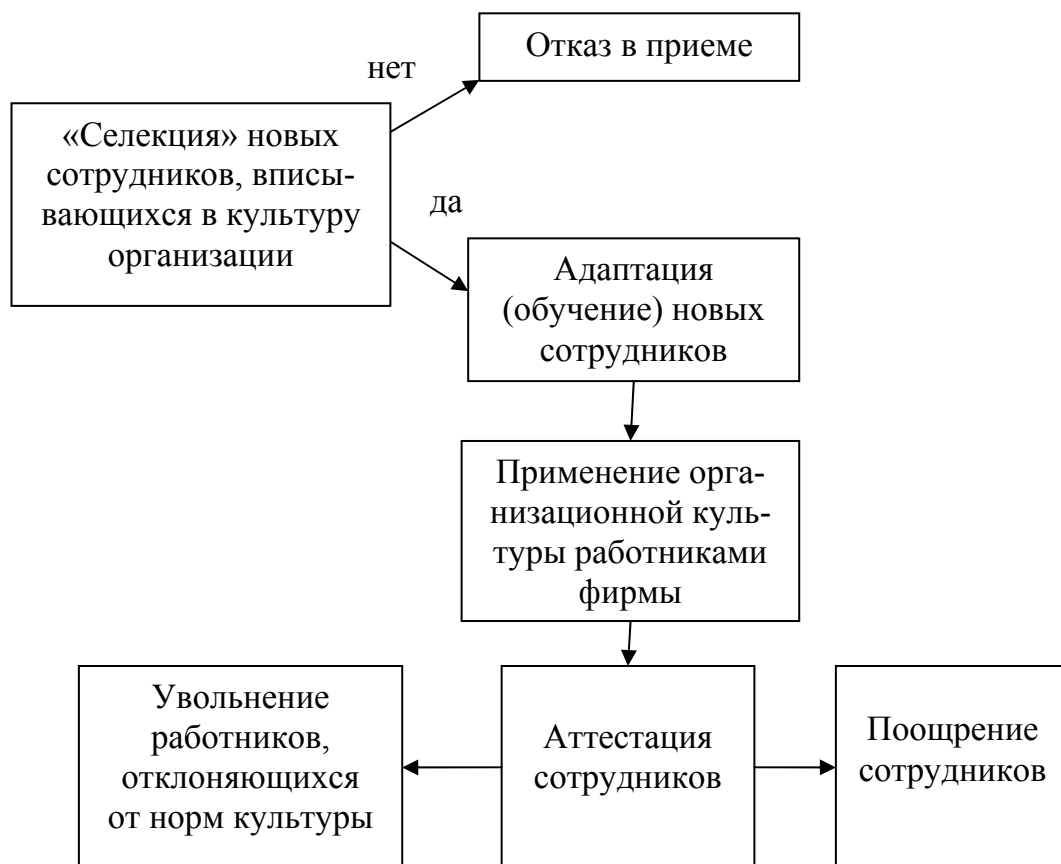 Отказ в приеме
нет
«Селекция» новых
сотрудников, вписы-
вающихся в культуру
организации
да
Адаптация
(обучение) новых
сотрудников
Применение орга-
низационной куль-
туры работниками
фирмы
Увольнение
работников,
отклоняющихся
от норм культуры
Аттестация
сотрудников
Поощрение
сотрудников